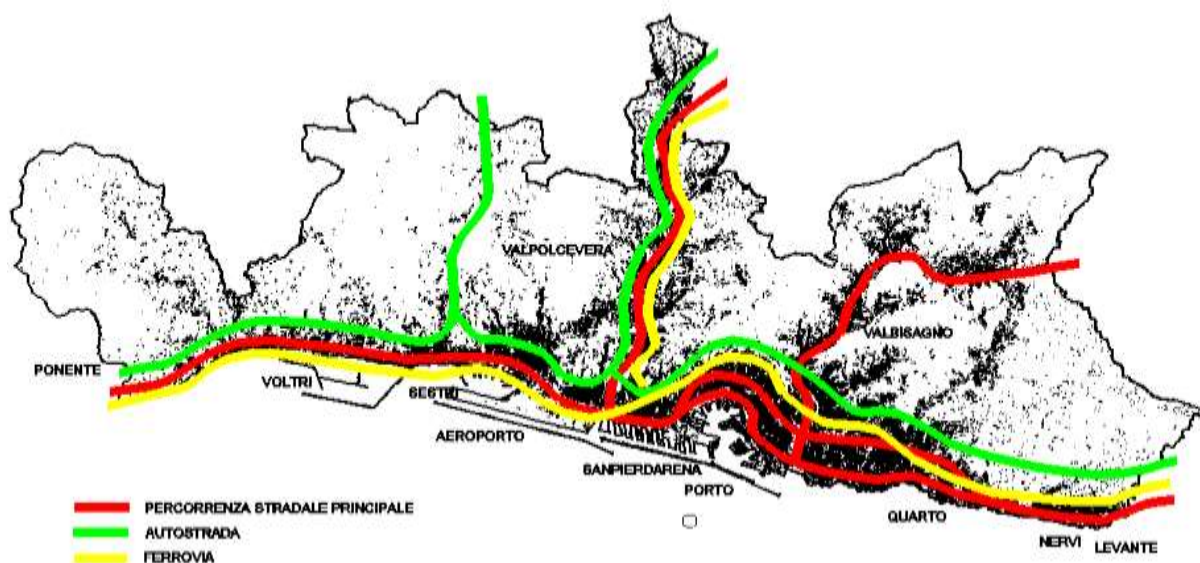 VALPOLCEVERA
VALBISAGNO
PONENTE
VOLTRI
SESTRI
AEROPORTO
SANPIERDARENA
PORTO
QUARTO
NERVI
LEVANTE
PERCORRENZA STRADALE PRINCIPALE
AUTOSTRADA
FERROVIA